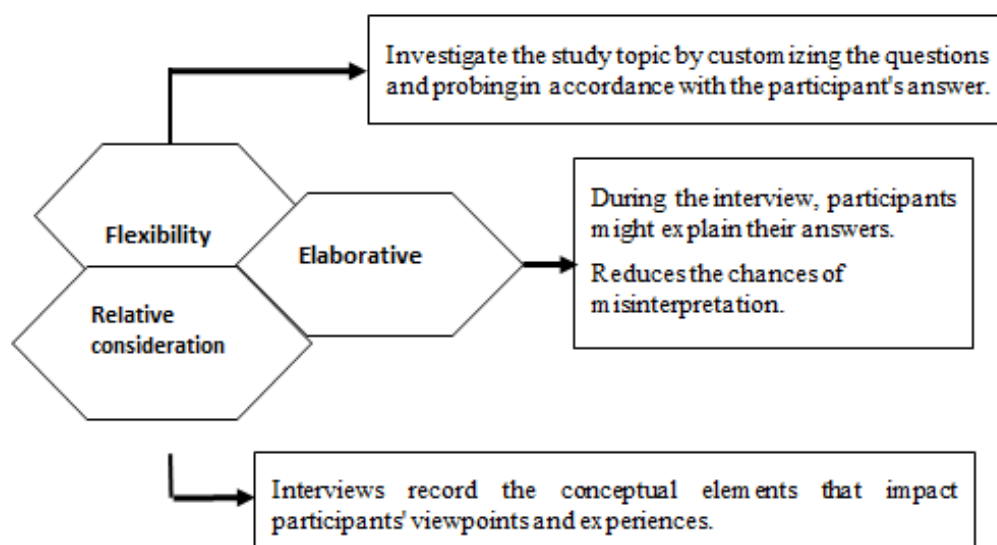 Investigate the study topic by customizing the questions
and probing in accordance with the participant's answer.
Flexibility
Elaborative
During the interview, participants
might explain their answers.
Reduces the chances of
misinterpretation.
Relative
consideration
Interviews record the conceptual elements that impact
participants' viewpoints and experiences.